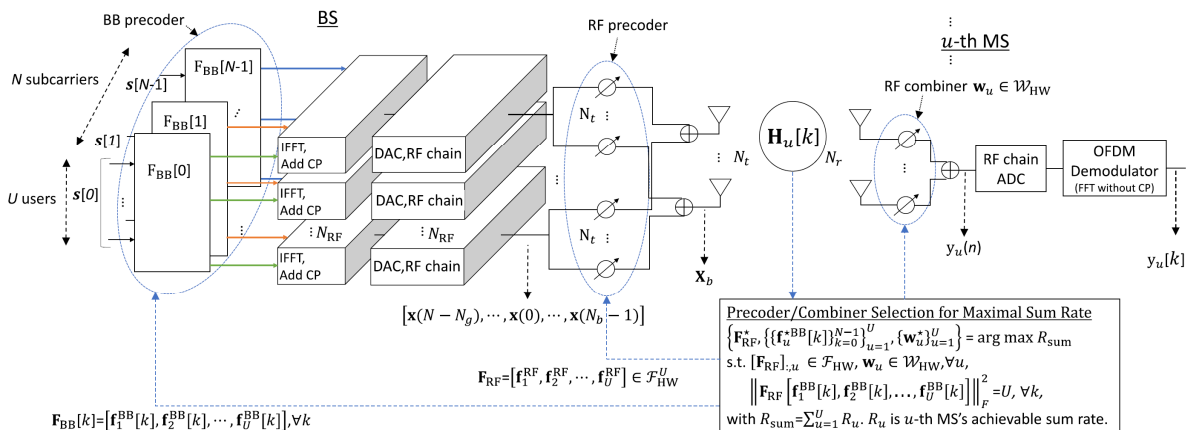 BS
BB precoder
RF precoder
⋮
u-th MS
⋮
N subcarriers
s[N-1]
F_BB[N-1]
s[1]
F_BB[1]
s[0]
F_BB[0]
U users
IFFT, Add CP
IFFT, Add CP
IFFT, Add CP
⋮ N_RF
DAC,RF chain
DAC,RF chain
DAC,RF chain
⋮ N_RF
N_t ⋮
N_t ⋮
⋮ N_t
H_u[k]
N_r
RF combiner w_u ∈ 𝒲_HW
RF chain
ADC
OFDM
Demodulator
(FFT without CP)
y_u(n)
y_u[k]
X_b
[x(N − N_g), ⋯, x(0), ⋯, x(N_b − 1)]
F_RF=[f_1^RF, f_2^RF, ⋯, f_U^RF] ∈ ℱ_HW^U
F_BB[k]=[f_1^BB[k], f_2^BB[k], ⋯, f_U^BB[k]],∀k
Precoder/Combiner Selection for Maximal Sum Rate
{F_RF^⋆, {{f_u^⋆BB[k]}_{k=0}^{N−1}}_{u=1}^U, {w_u^⋆}_{u=1}^U} = arg max R_sum
s.t. [F_RF]_{:,u} ∈ ℱ_HW, w_u ∈ 𝒲_HW,∀u,
‖F_RF [f_1^BB[k], f_2^BB[k], ..., f_U^BB[k]]‖_F^2 =U, ∀k,
with R_sum=∑_{u=1}^U R_u. R_u is u-th MS's achievable sum rate.